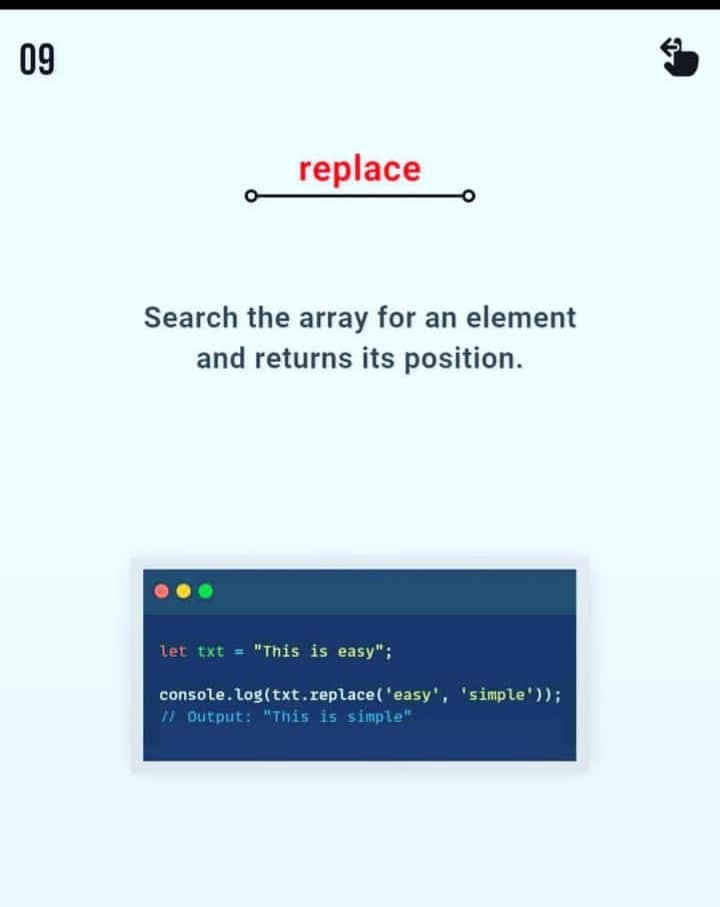 09
replace
Search the array for an element
and returns its position.
let txt = "This is easy";
console.log(txt.replace('easy', 'simple'));
// Output: "This is simple"